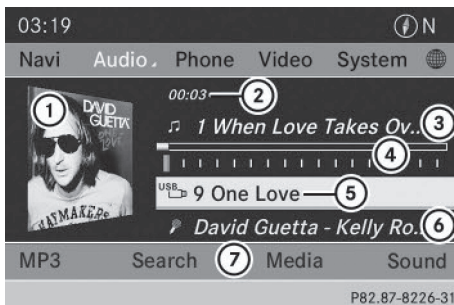 03:19 N
Navi Audio Phone Video System
1 DAVID GUETTA
00:03 2
1 When Love Takes Ov.. 3
4
USB 9 One Love 5
David Guetta - Kelly Ro.. 6
MP3 Search 7 Media Sound
P82.87-8226-31